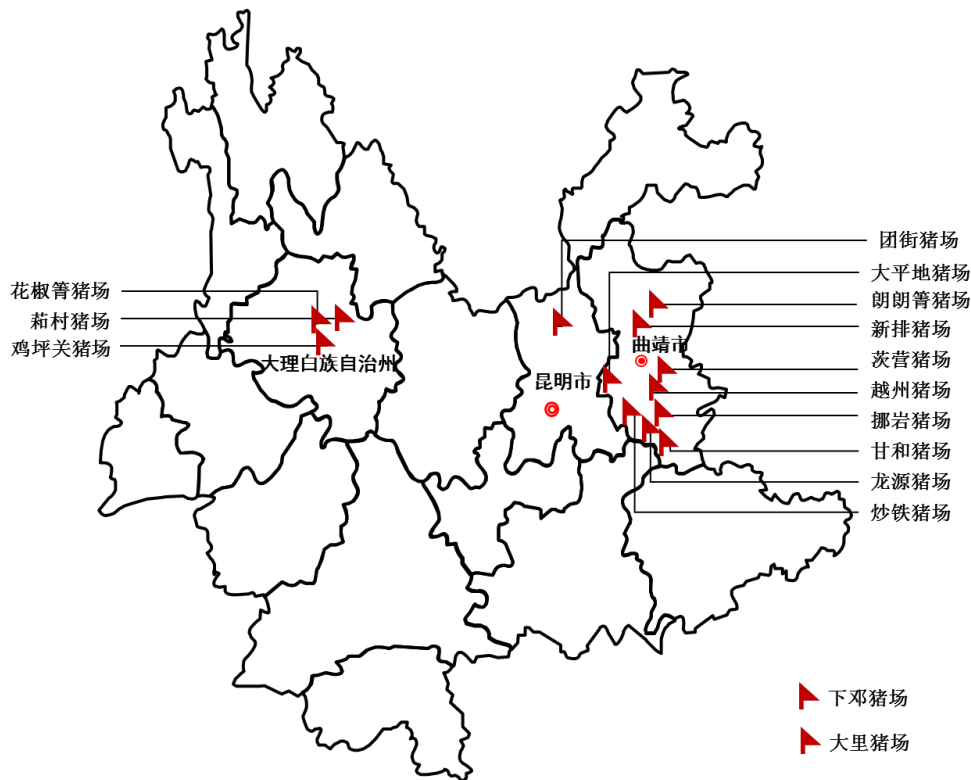 团街猪场
大平地猪场
朗朗箐猪场
新排猪场
茨营猪场
越州猪场
挪岩猪场
甘和猪场
龙源猪场
炒铁猪场
花椒箐猪场
茹村猪场
鸡坪关猪场
大理白族自治州
昆明市
曲靖市
下邓猪场
大里猪场